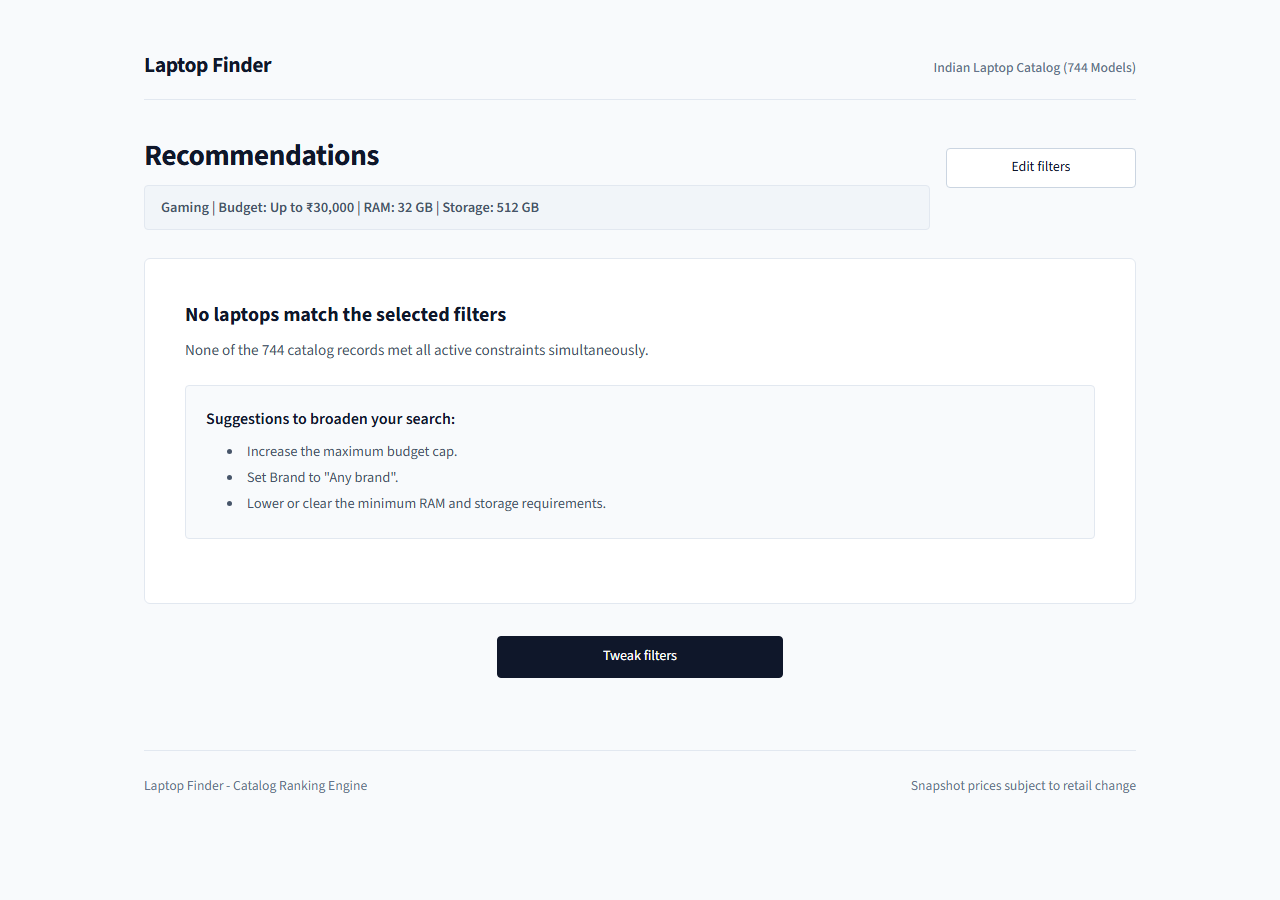 Laptop Finder
Indian Laptop Catalog (744 Models)
Recommendations
Edit filters
Gaming | Budget: Up to ₹30,000 | RAM: 32 GB | Storage: 512 GB
No laptops match the selected filters
None of the 744 catalog records met all active constraints simultaneously.
Suggestions to broaden your search:
Increase the maximum budget cap.
Set Brand to "Any brand".
Lower or clear the minimum RAM and storage requirements.
Tweak filters
Laptop Finder - Catalog Ranking Engine
Snapshot prices subject to retail change